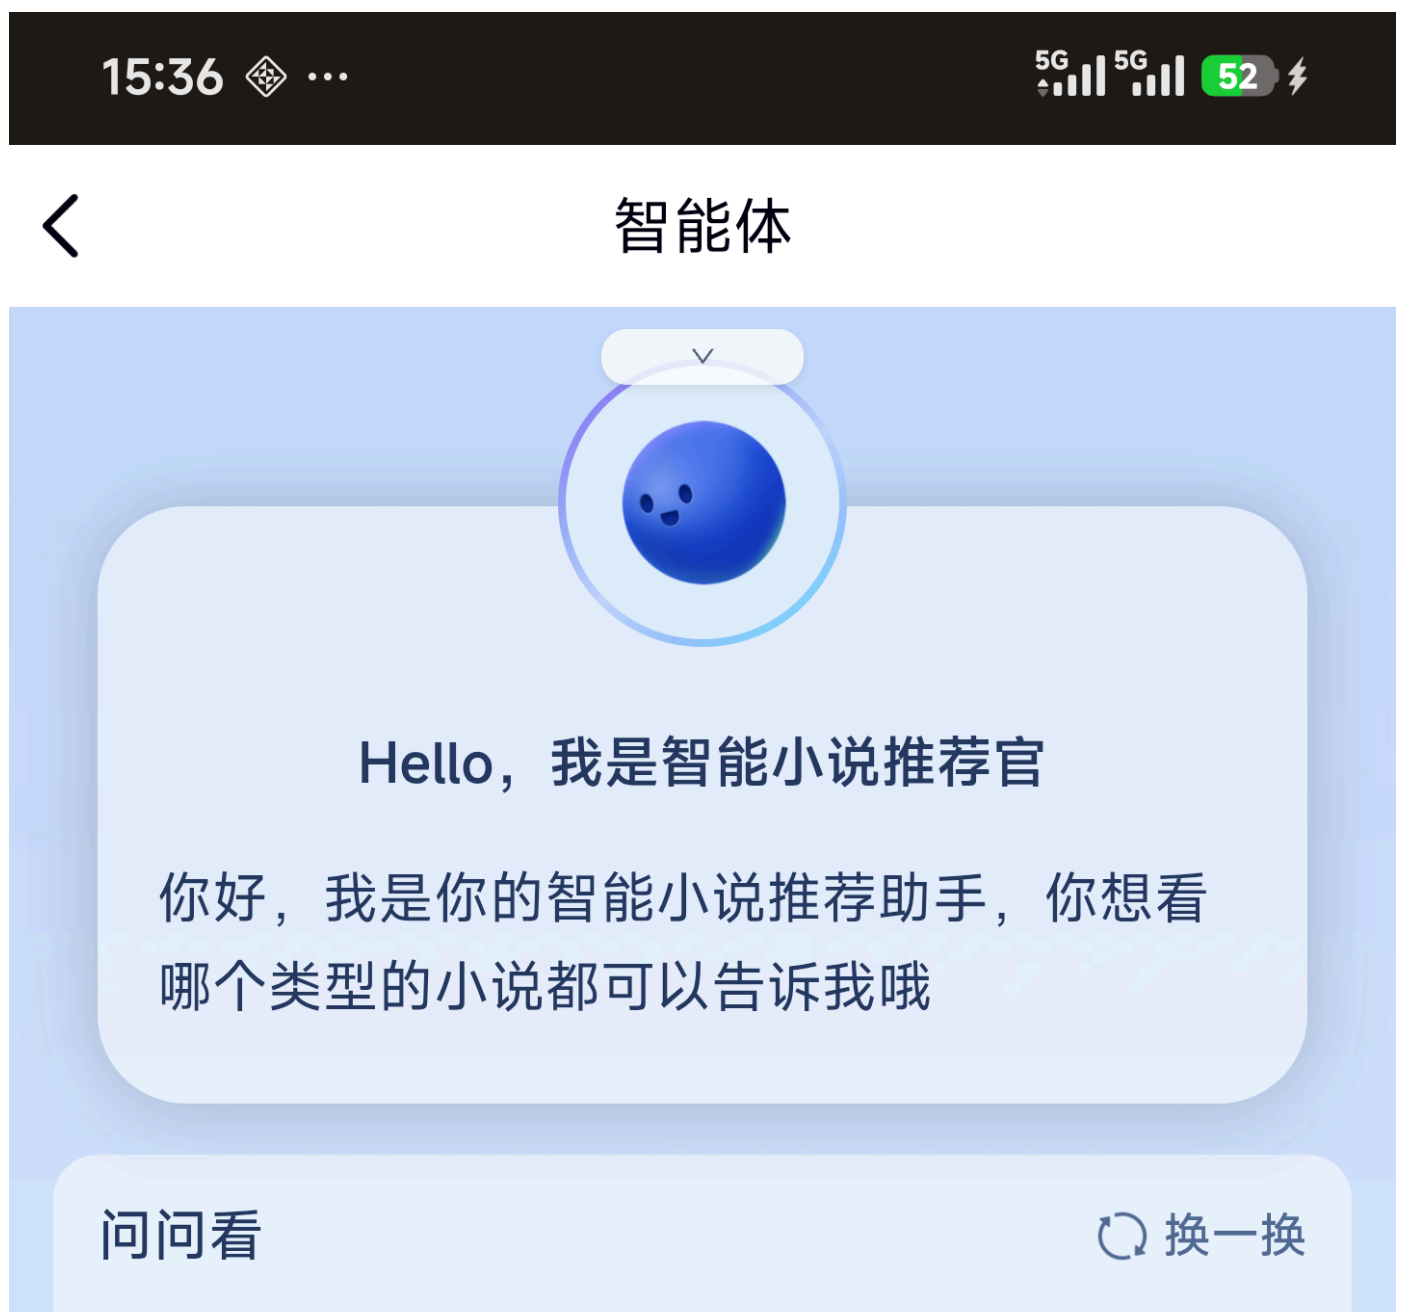 15:36 ... 5G 5G 52
智能体
Hello，我是智能小说推荐官
你好，我是你的智能小说推荐助手，你想看
哪个类型的小说都可以告诉我哦
问问看 换一换